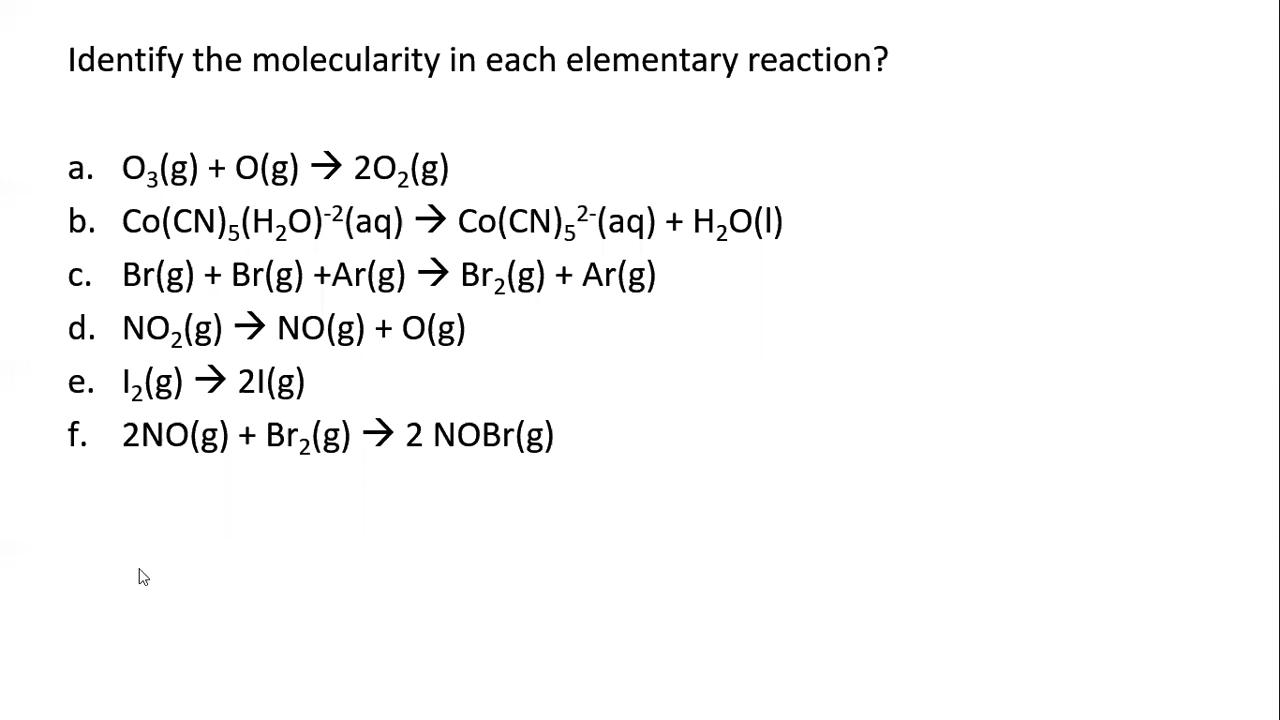 Identify the molecularity in each elementary reaction?
a. O₃(g) + O(g) → 2O₂(g)
b. Co(CN)₅(H₂O)⁻²(aq) → Co(CN)₅²⁻(aq) + H₂O(l)
c. Br(g) + Br(g) +Ar(g) → Br₂(g) + Ar(g)
d. NO₂(g) → NO(g) + O(g)
e. I₂(g) → 2I(g)
f. 2NO(g) + Br₂(g) → 2 NOBr(g)